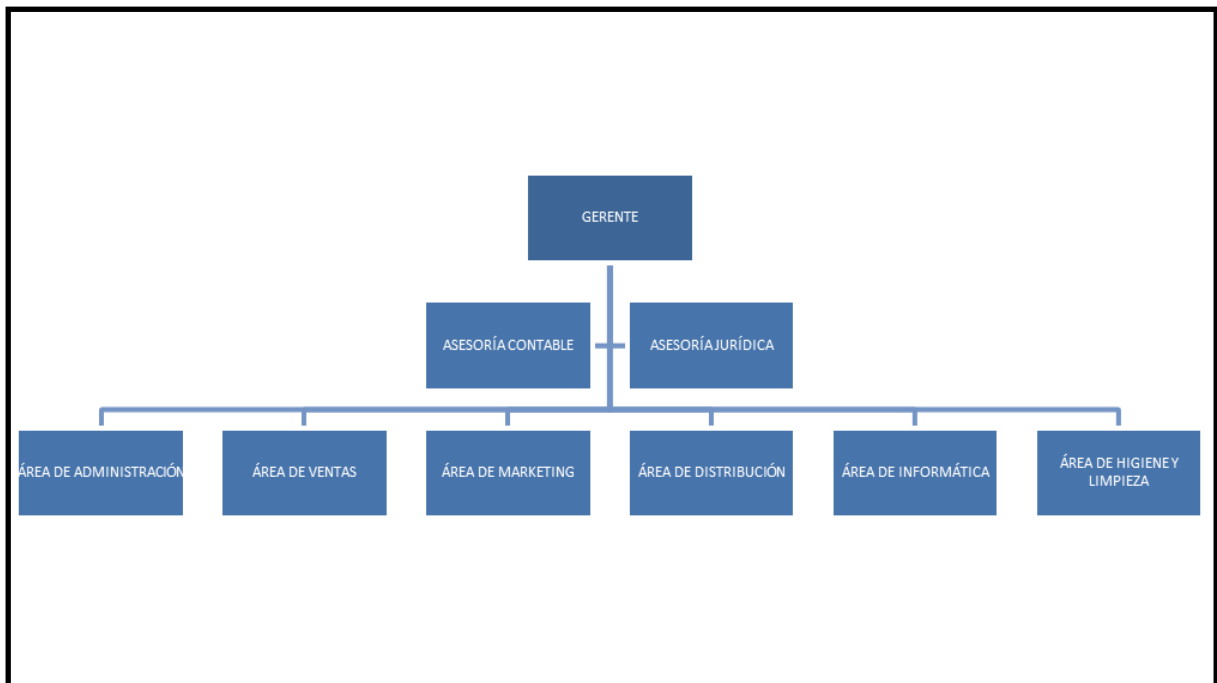 GERENTE
ASESORÍA CONTABLE
ASESORÍA JURÍDICA
ÁREA DE ADMINISTRACIÓN
ÁREA DE VENTAS
ÁREA DE MARKETING
ÁREA DE DISTRIBUCIÓN
ÁREA DE INFORMÁTICA
ÁREA DE HIGIENE Y
LIMPIEZA